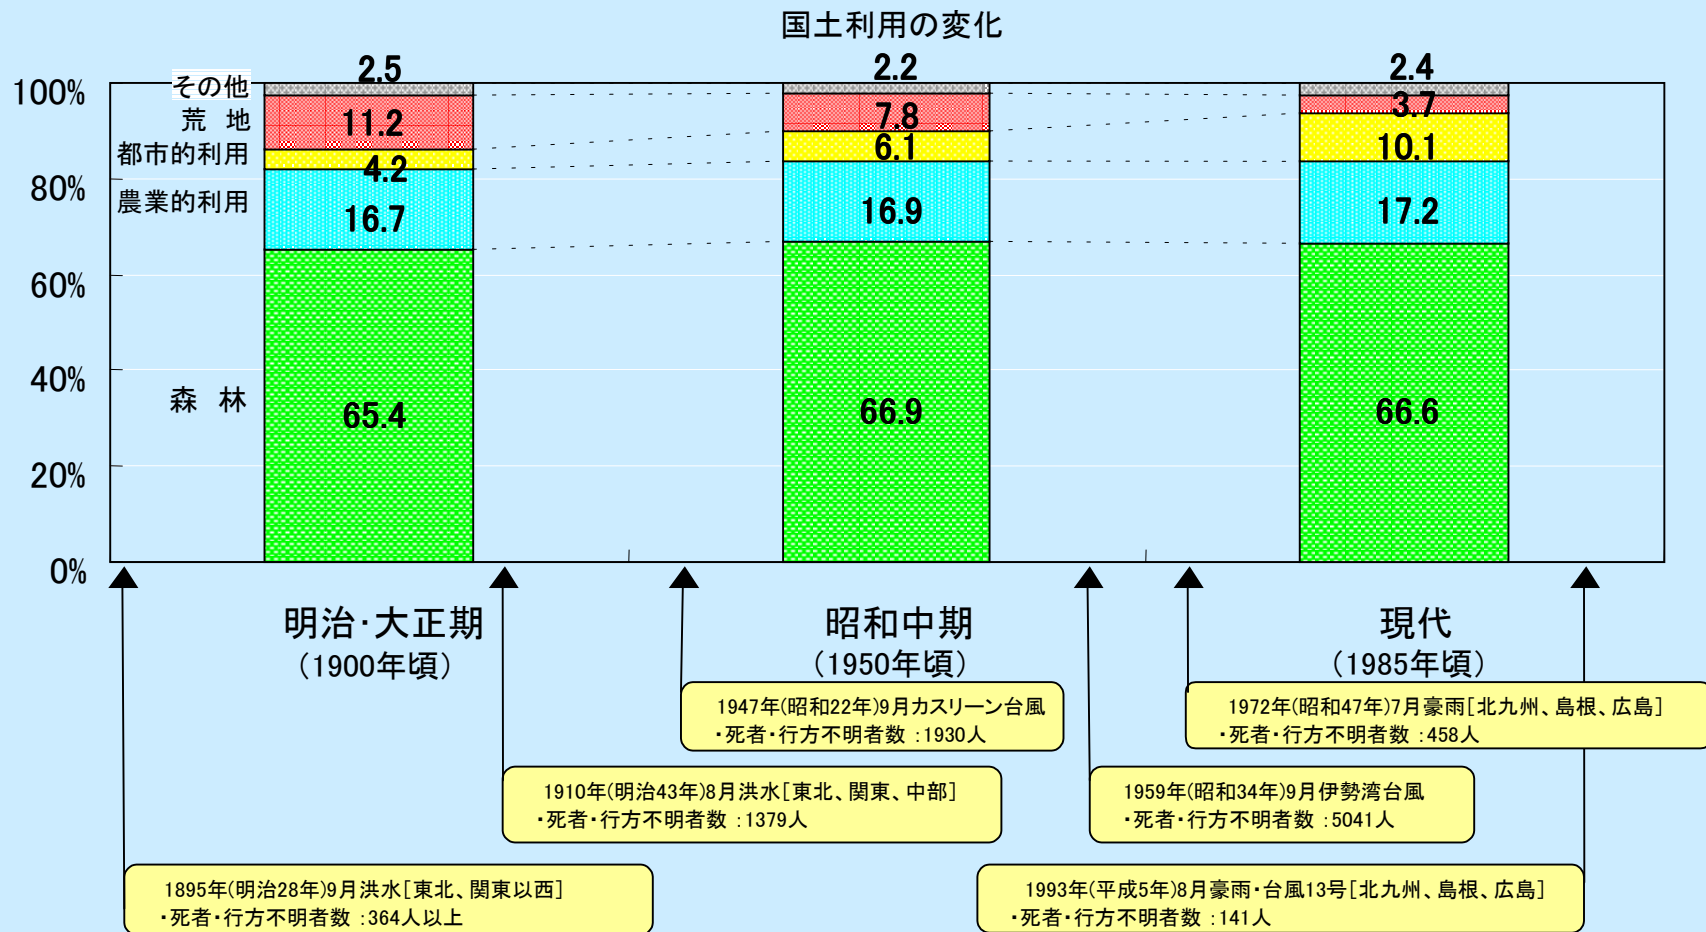 国土利用の変化
2.5
2.2
2.4
100%
その他
荒 地
11.2
7.8
3.7
都市的利用
4.2
6.1
10.1
80%
農業的利用
16.7
16.9
17.2
60%
40%
森 林
65.4
66.9
66.6
20%
0%
明治・大正期
(1900年頃)
昭和中期
(1950年頃)
現代
(1985年頃)
1947年(昭和22年)9月カスリーン台風
・死者・行方不明者数 :1930人
1972年(昭和47年)7月豪雨[北九州、島根、広島]
・死者・行方不明者数 :458人
1910年(明治43年)8月洪水[東北、関東、中部]
・死者・行方不明者数 :1379人
1959年(昭和34年)9月伊勢湾台風
・死者・行方不明者数 :5041人
1895年(明治28年)9月洪水[東北、関東以西]
・死者・行方不明者数 :364人以上
1993年(平成5年)8月豪雨・台風13号[北九州、島根、広島]
・死者・行方不明者数 :141人